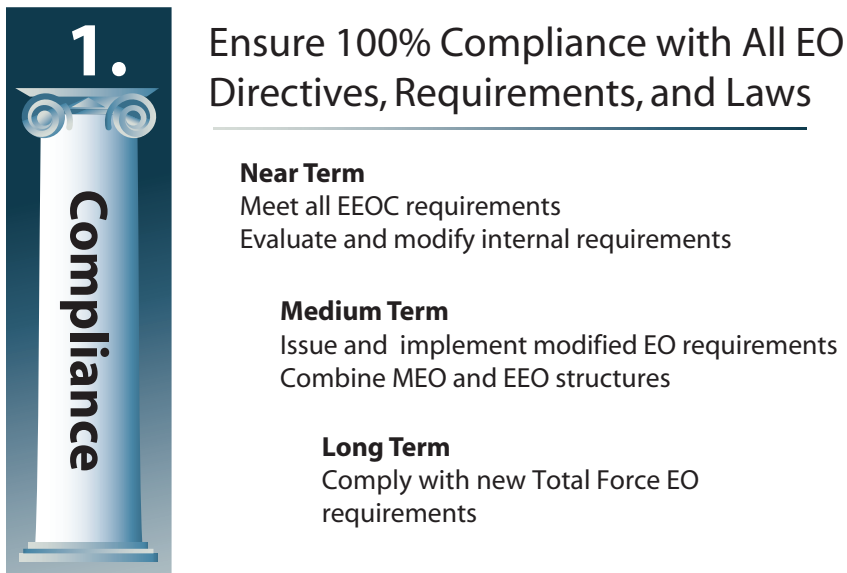 1.
Compliance
Ensure 100% Compliance with All EO
Directives, Requirements, and Laws
Near Term
Meet all EEOC requirements
Evaluate and modify internal requirements
Medium Term
Issue and implement modified EO requirements
Combine MEO and EEO structures
Long Term
Comply with new Total Force EO
requirements